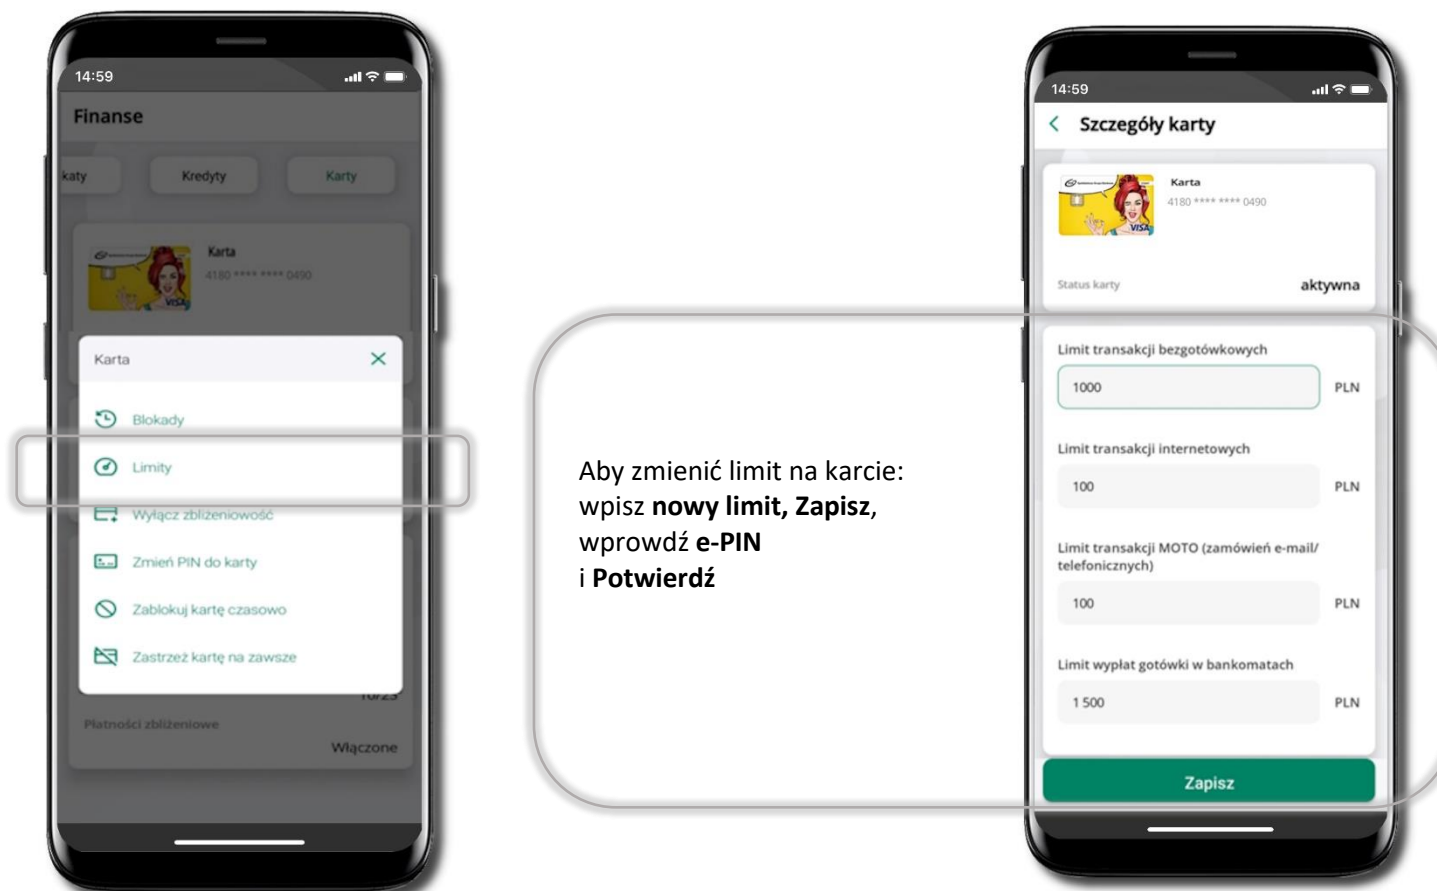 14:59
Finanse
katy
Kredyty
Karty
Karta
4180 **** **** 0490
VISA
Karta
Blokady
Limity
Wyłącz zbliżeniowość
Zmień PIN do karty
Zablokuj kartę czasowo
Zastrzeż kartę na zawsze
10/23
Płatności zbliżeniowe
Włączone
Aby zmienić limit na karcie:
wpisz nowy limit, Zapisz,
wprowdź e-PIN
i Potwierdź
14:59
Szczegóły karty
Karta
4180 **** **** 0490
VISA
Status karty
aktywna
Limit transakcji bezgotówkowych
1000 PLN
Limit transakcji internetowych
100 PLN
Limit transakcji MOTO (zamówień e-mail/
telefonicznych)
100 PLN
Limit wypłat gotówki w bankomatach
1 500 PLN
Zapisz